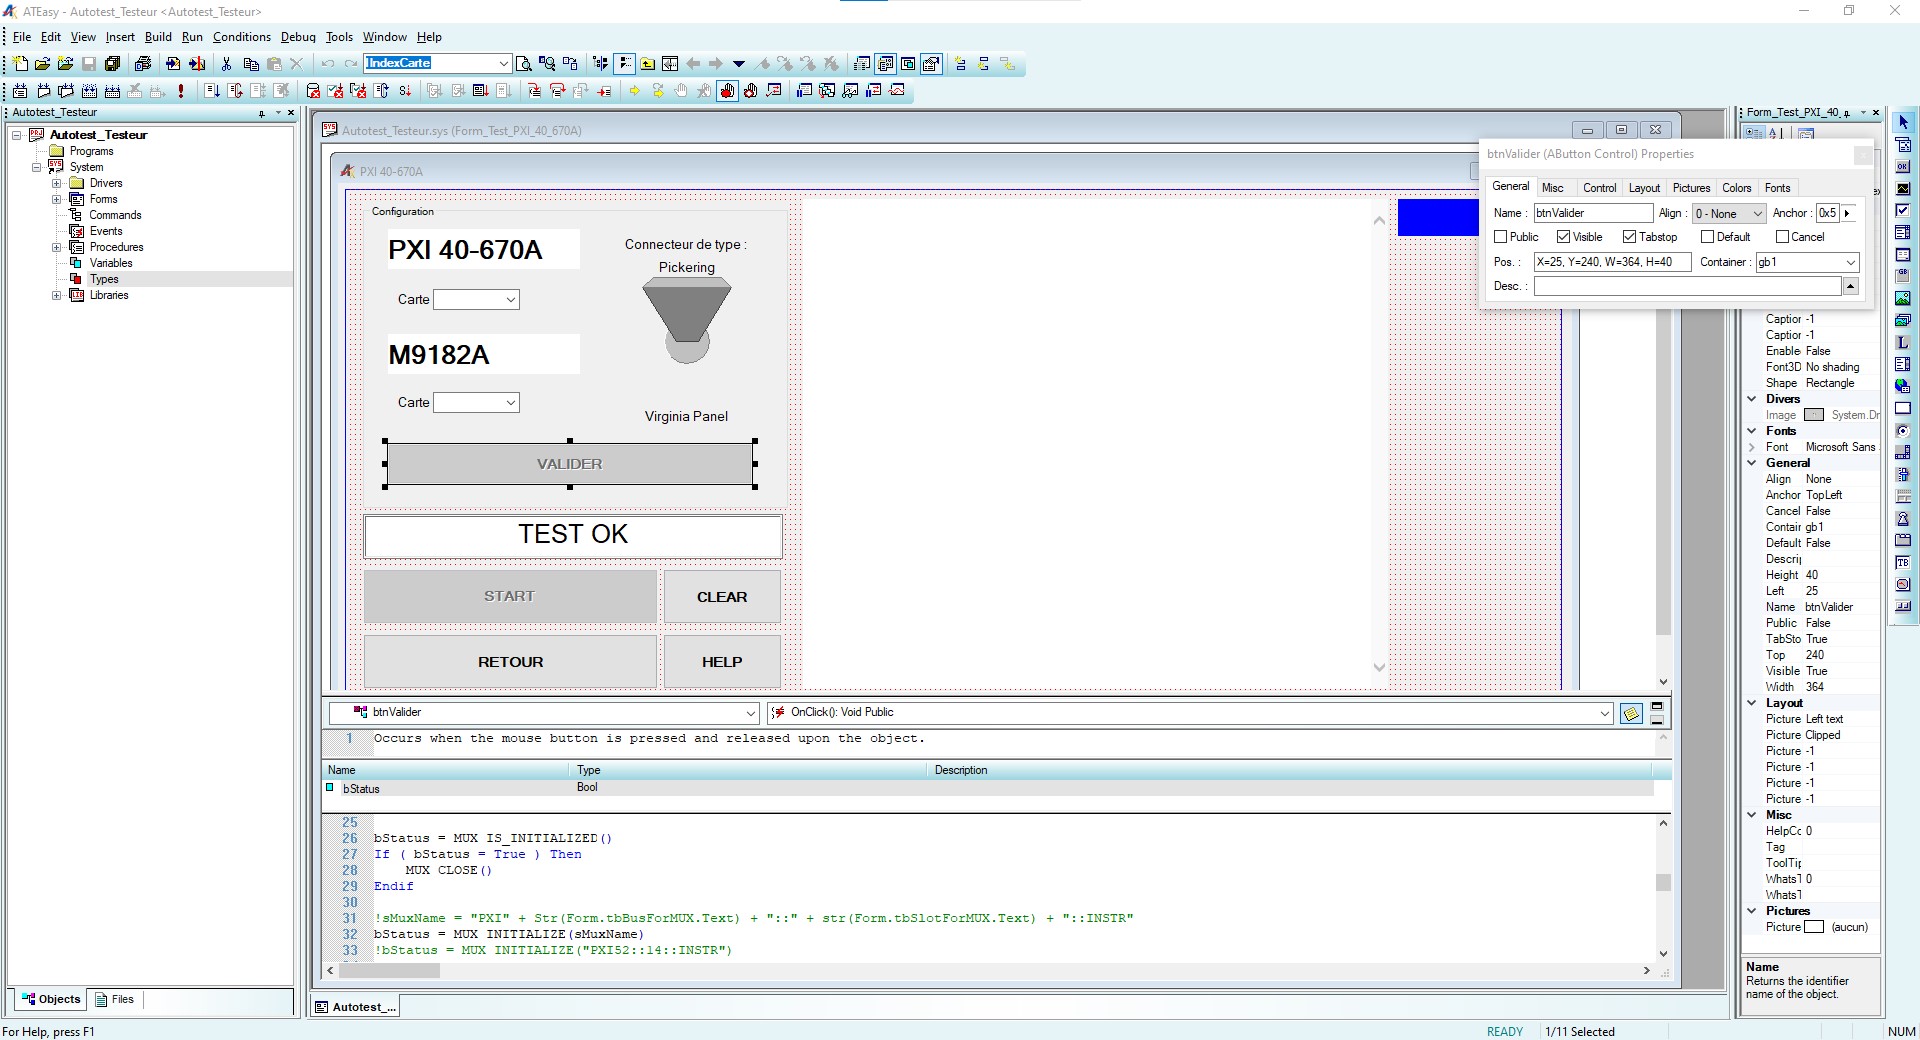 ATEasy - Autotest_Testeur <Autotest_Testeur>
File Edit View Insert Build Run Conditions Debug Tools Window Help
IIndexCarte
Autotest_Testeur
Autotest_Testeur
Programs
System
Drivers
Forms
Commands
Events
Procedures
Variables
Types
Libraries
Objects Files
Autotest_Testeur.sys (Form_Test_PXI_40_670A)
PXI 40-670A
Configuration
PXI 40-670A
Connecteur de type :
Pickering
Carte
M9182A
Carte
Virginia Panel
VALIDER
TEST OK
START CLEAR
RETOUR HELP
btnValider OnClick(): Void Public
1 Occurs when the mouse button is pressed and released upon the object.
Name Type Description
bStatus Bool
25
26 bStatus = MUX IS_INITIALIZED()
27 If ( bStatus = True ) Then
28 MUX CLOSE()
29 Endif
30
31 !sMuxName = "PXI" + Str(Form.tbBusForMUX.Text) + "::" + str(Form.tbSlotForMUX.Text) + "::INSTR"
32 bStatus = MUX INITIALIZE(sMuxName)
33 !bStatus = MUX INITIALIZE("PXI52::14::INSTR")
Autotest_...
Form_Test_PXI_40_
btnValider (AButton Control) Properties
General Misc Control Layout Pictures Colors Fonts
Name : btnValider Align : 0 - None Anchor : 0x5
Public Visible Tabstop Default Cancel
Pos. : X=25, Y=240, W=364, H=40 Container : gb1
Desc. :
Captior -1
Captior -1
Enable False
Font3D No shading
Shape Rectangle
Divers
Image System.Dr
Fonts
Font Microsoft Sans
General
Align None
Anchor TopLeft
Cancel False
Contair gb1
Default False
Descrip
Height 40
Left 25
Name btnValider
Public False
TabSto True
Top 240
Visible True
Width 364
Layout
Picture Left text
Picture Clipped
Picture -1
Picture -1
Picture -1
Picture -1
Misc
HelpCo 0
Tag
ToolTip
WhatsT 0
WhatsT
Pictures
Picture (aucun)
Name
Returns the identifier
name of the object.
For Help, press F1 READY 1/11 Selected NUM